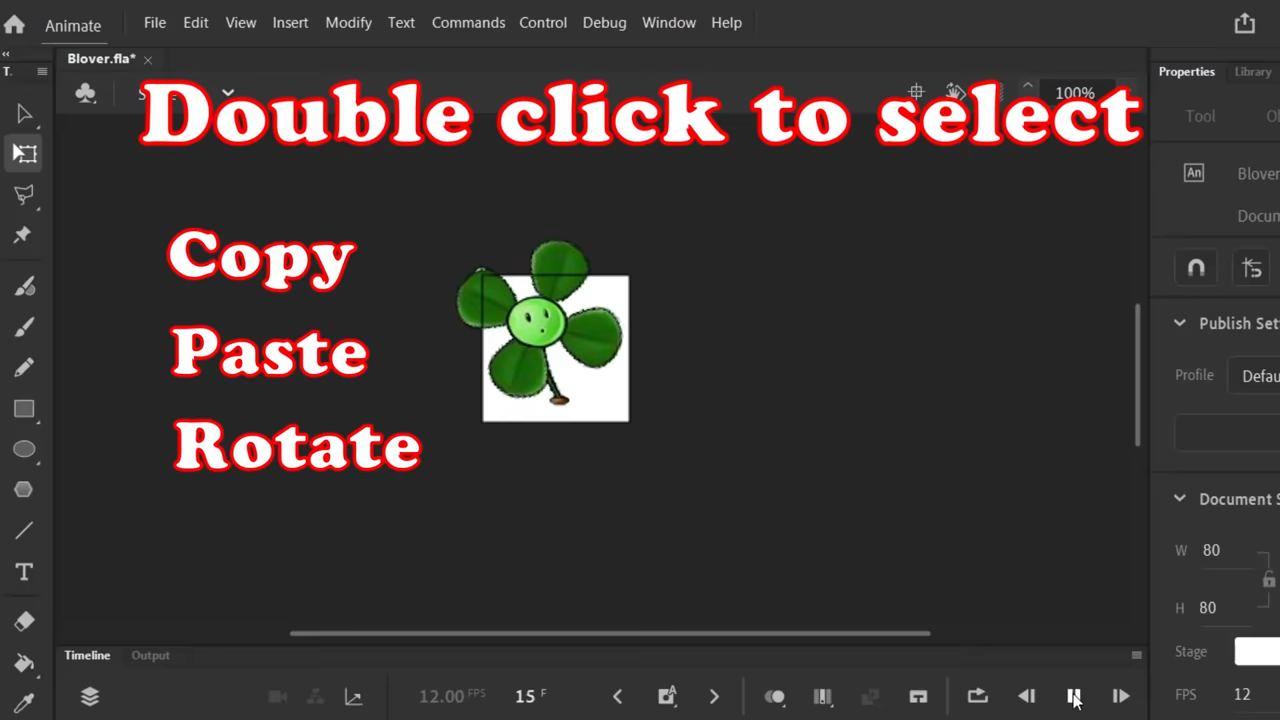 Animate File Edit View Insert Modify Text Commands Control Debug Window Help
Blover.fla*
T.
Double click to select
100%
Properties Library
Tool
Blover
Docum
Copy
Paste
Rotate
Publish Set
Profile Defau
Document S
W 80
H 80
Stage
FPS 12
Timeline Output
12.00 FPS 15 F